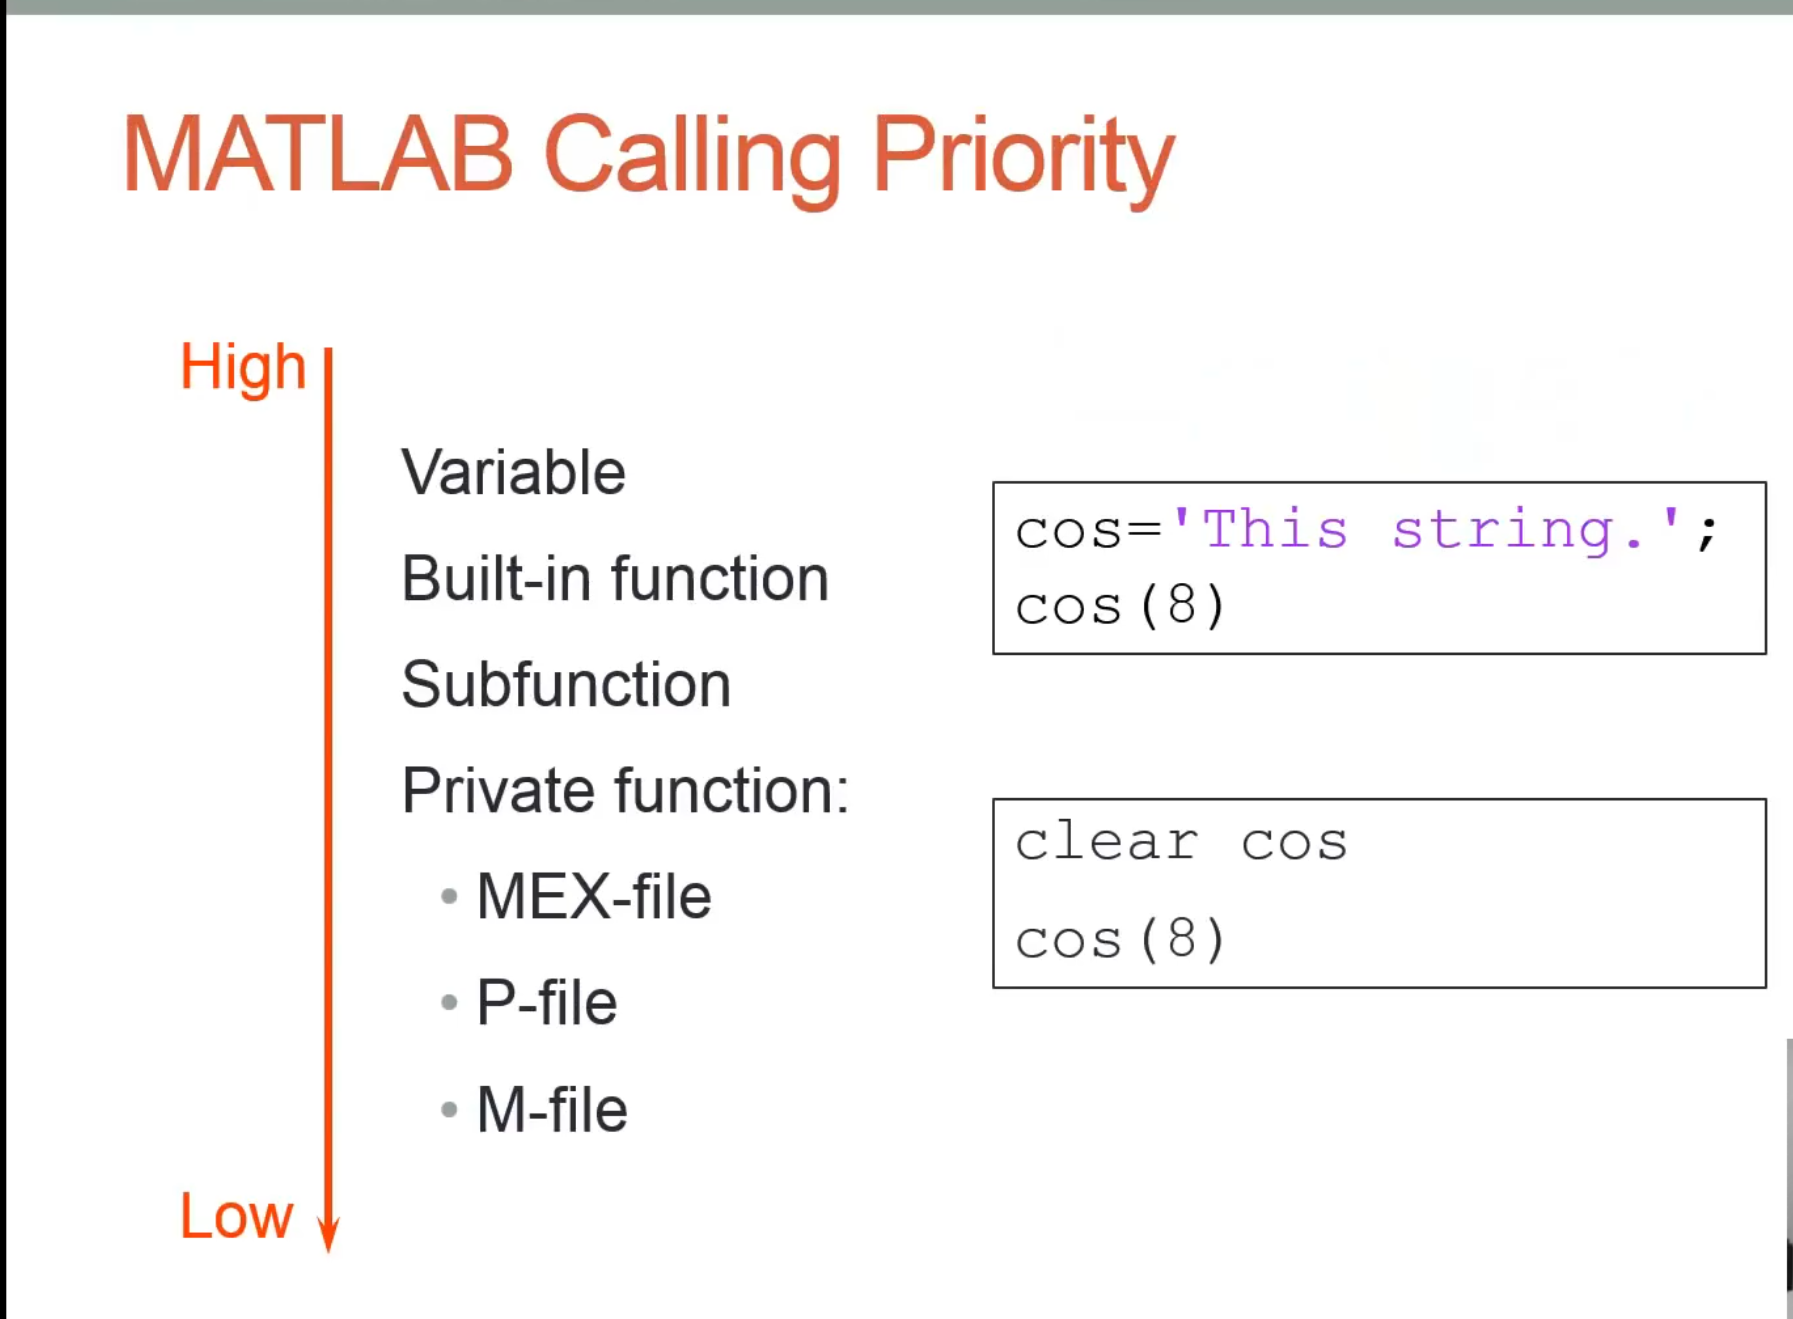 MATLAB Calling Priority
High
Variable
Built-in function
Subfunction
Private function:
• MEX-file
• P-file
• M-file
Low
cos='This string.';
cos(8)
clear cos
cos(8)